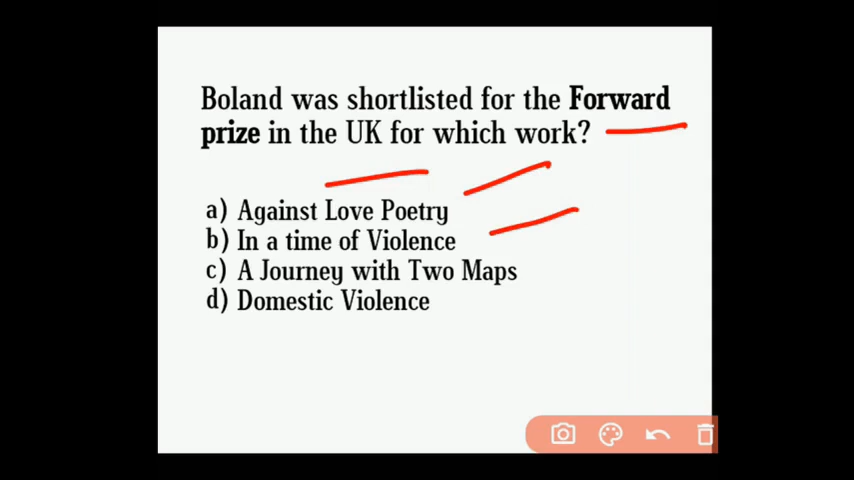 Boland was shortlisted for the Forward
prize in the UK for which work?
a) Against Love Poetry
b) In a time of Violence
c) A Journey with Two Maps
d) Domestic Violence